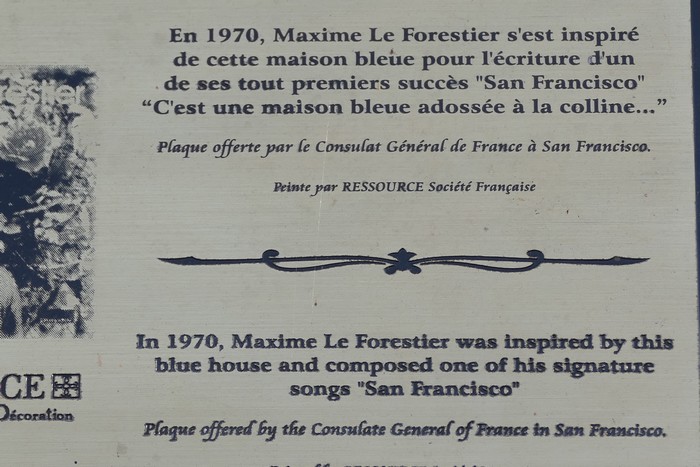 En 1970, Maxime Le Forestier s'est inspiré
de cette maison bleue pour l'écriture d'un
de ses tout premiers succès "San Francisco"
“C'est une maison bleue adossée à la colline...”
Plaque offerte par le Consulat Général de France à San Francisco.
Peinte par RESSOURCE Société Française
In 1970, Maxime Le Forestier was inspired by this
blue house and composed one of his signature
songs "San Francisco"
Plaque offered by the Consulate General of France in San Francisco.
CE
Décoration